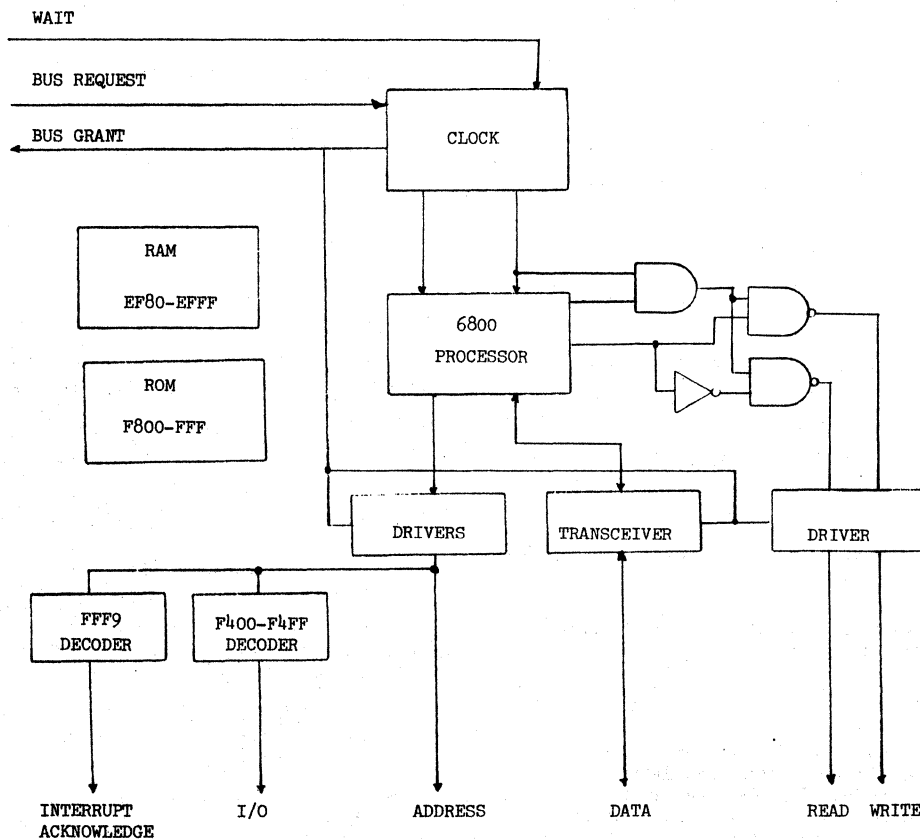 WAIT
BUS REQUEST
BUS GRANT
CLOCK
RAM
EF80-EFFF
6800
PROCESSOR
ROM
F800-FFF
DRIVERS
TRANSCEIVER
DRIVER
FFF9
DECODER
F400-F4FF
DECODER
INTERRUPT
ACKNOWLEDGE
I/O
ADDRESS
DATA
READ
WRITE